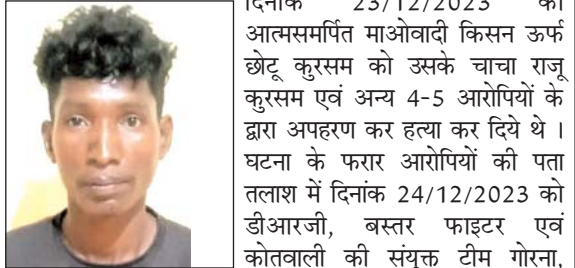 दिनांक 23/12/2023 को
आत्मसमर्पित माओवादी किसन ऊर्फ
छोटू कुरसम को उसके चाचा राजू
कुरसम एवं अन्य 4-5 आरोपियों के
द्वारा अपहरण कर हत्या कर दिये थे ।
घटना के फरार आरोपियों की पता
तलाश में दिनांक 24/12/2023 को
डीआरजी, बस्तर फाइटर एवं
कोतवाली की संयुक्त टीम गोरना,